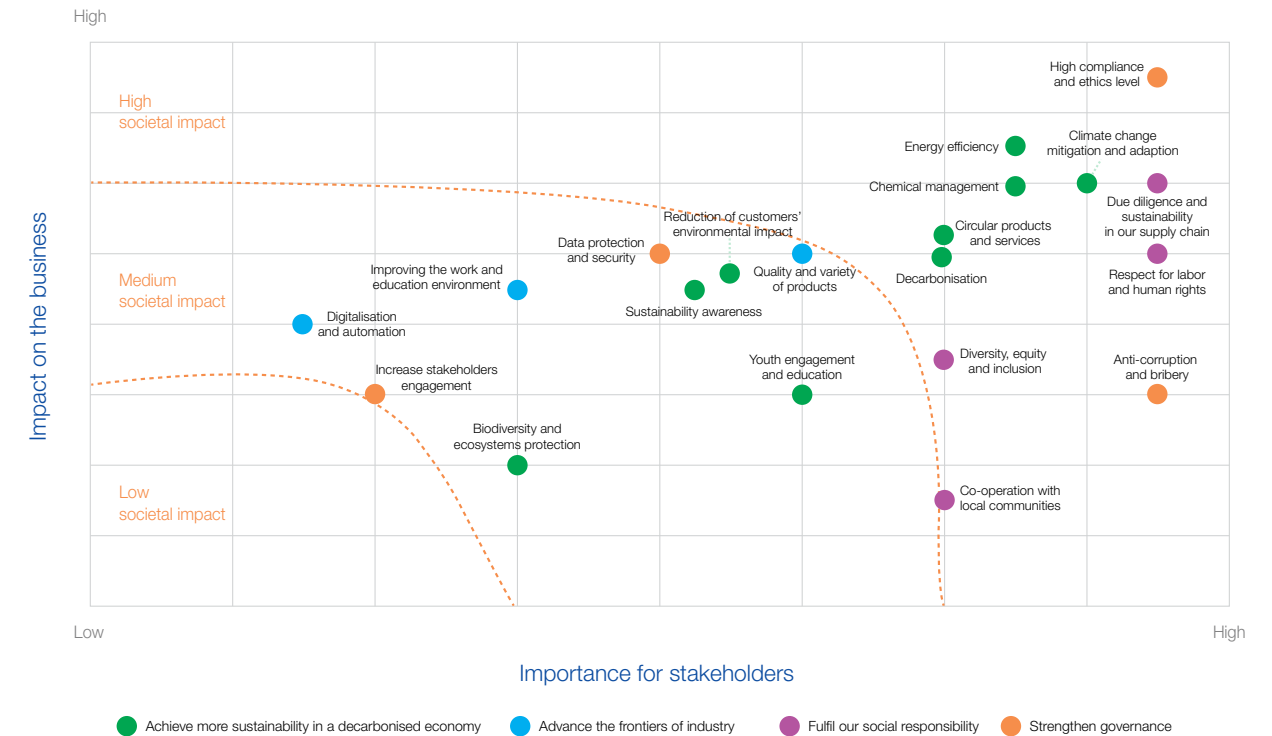 High
High
societal impact
High compliance
and ethics level
Energy efficiency
Climate change
mitigation and adaption
Chemical management
Due diligence and
sustainability
in our supply chain
Reduction of customers’
environmental impact
Circular products
and services
Data protection
and security
Improving the work and
education environment
Quality and variety
of products
Decarbonisation
Respect for labor
and human rights
Impact on the business
Medium
societal impact
Sustainability awareness
Digitalisation
and automation
Increase stakeholders
engagement
Youth engagement
and education
Diversity, equity
and inclusion
Anti-corruption
and bribery
Biodiversity and
ecosystems protection
Low
societal impact
Co-operation with
local communities
Low
High
Importance for stakeholders
Achieve more sustainability in a decarbonised economy
Advance the frontiers of industry
Fulfil our social responsibility
Strengthen governance